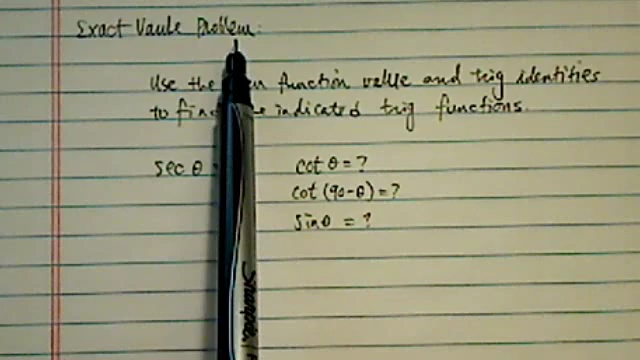 Exact Vaule Problem:
Use the function value and trig identities
to find indicated trig functions.
sec θ = cot θ = ?
cot (90-θ) = ?
sin θ = ?
Sharpie